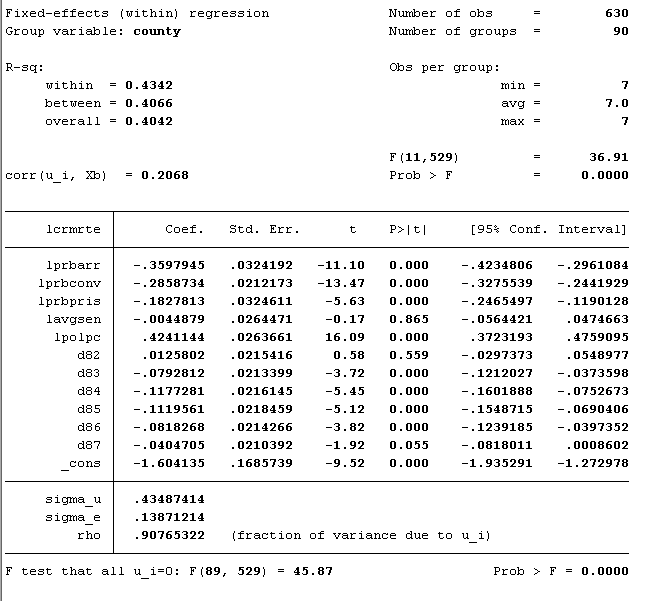 Fixed-effects (within) regression Number of obs = 630
Group variable: county Number of groups = 90
R-sq: Obs per group:
within = 0.4342 min = 7
between = 0.4066 avg = 7.0
overall = 0.4042 max = 7
F(11,529) = 36.91
corr(u_i, Xb) = 0.2068 Prob > F = 0.0000
lcrmrte Coef. Std. Err. t P>|t| [95% Conf. Interval]
lprbarr -.3597945 .0324192 -11.10 0.000 -.4234806 -.2961084
lprbconv -.2858734 .0212173 -13.47 0.000 -.3275539 -.2441929
lprbpris -.1827813 .0324611 -5.63 0.000 -.2465497 -.1190128
lavgsen -.0044879 .0264471 -0.17 0.865 -.0564421 .0474663
lpolpc .4241144 .0263661 16.09 0.000 .3723193 .4759095
d82 .0125802 .0215416 0.58 0.559 -.0297373 .0548977
d83 -.0792812 .0213399 -3.72 0.000 -.1212027 -.0373598
d84 -.1177281 .0216145 -5.45 0.000 -.1601888 -.0752673
d85 -.1119561 .0218459 -5.12 0.000 -.1548715 -.0690406
d86 -.0818268 .0214266 -3.82 0.000 -.1239185 -.0397352
d87 -.0404705 .0210392 -1.92 0.055 -.0818011 .0008602
_cons -1.604135 .1685739 -9.52 0.000 -1.935291 -1.272978
sigma_u .43487414
sigma_e .13871214
rho .90765322 (fraction of variance due to u_i)
F test that all u_i=0: F(89, 529) = 45.87 Prob > F = 0.0000